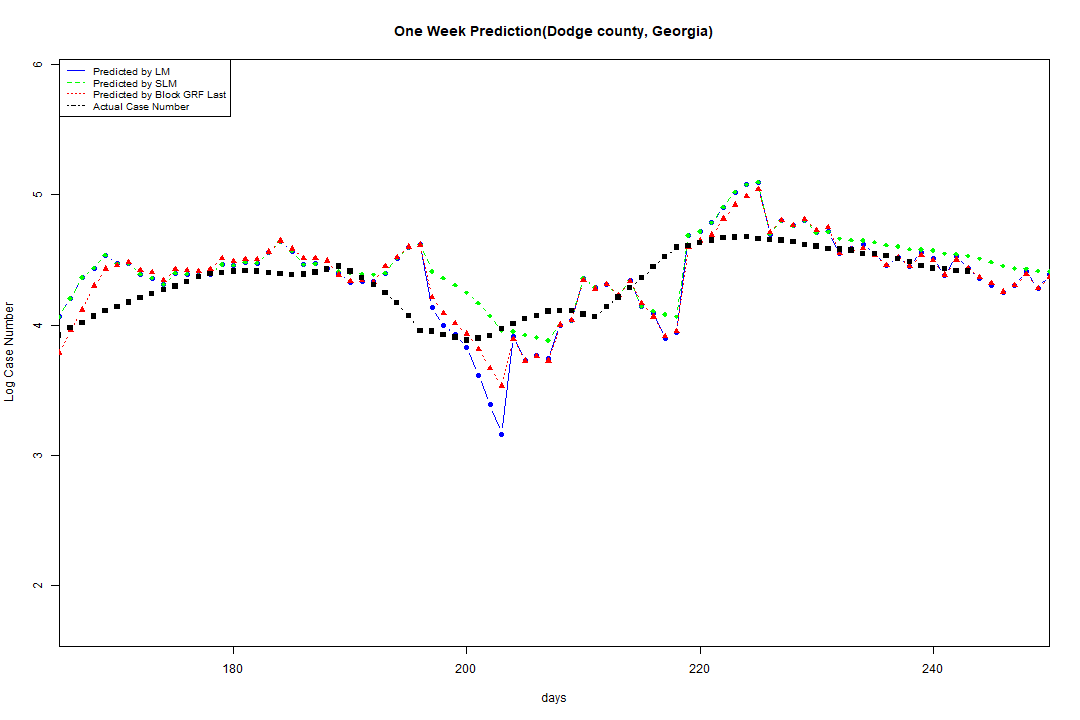 One Week Prediction(Dodge county, Georgia)
Predicted by LM
Predicted by SLM
Predicted by Block GRF Last
Actual Case Number
6
5
4
3
2
Log Case Number
180
200
220
240
days